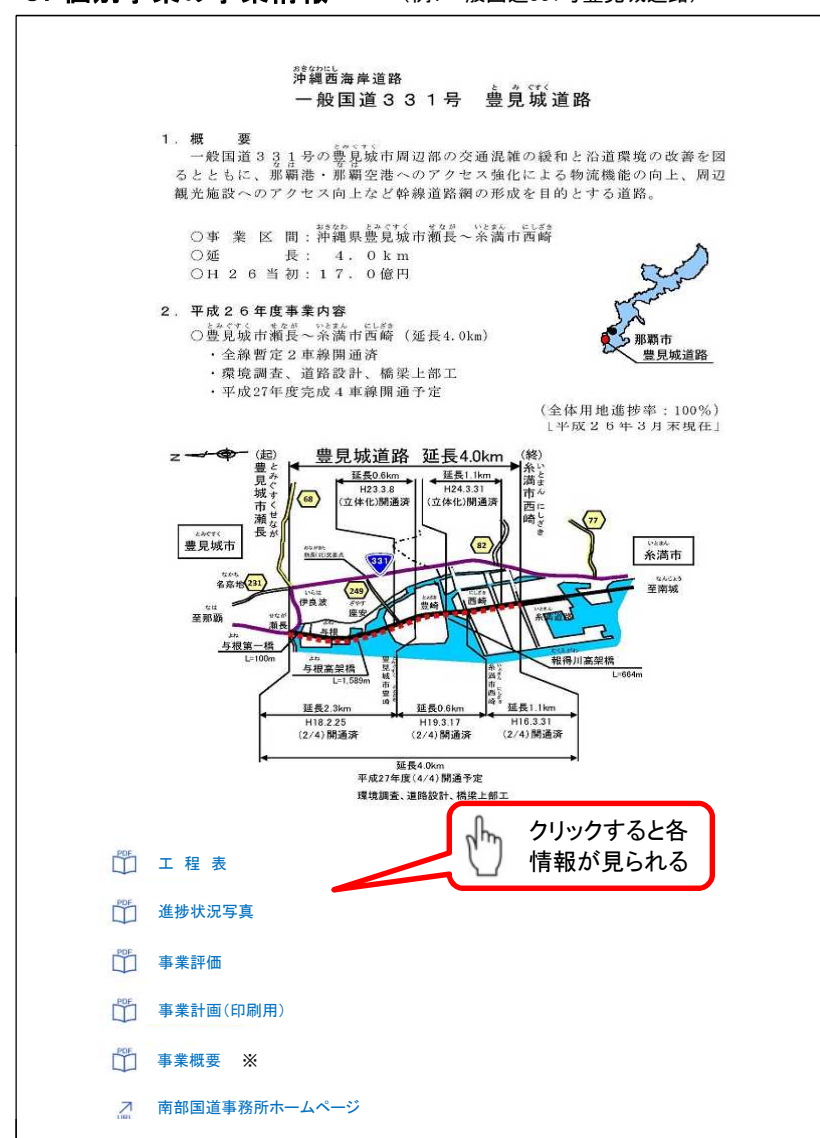 沖縄西海岸道路
一般国道331号 豊見城道路
1. 概 要
一般国道331号の豊見城市周辺部の交通混雑の緩和と沿道環境の改善を図
るとともに、那覇港・那覇空港へのアクセス強化による物流機能の向上、周辺
観光施設へのアクセス向上など幹線道路網の形成を目的とする道路。
○事 業 区 間:沖縄県豊見城市瀬長~糸満市西崎
○延 長: 4.0km
○H26当初:17.0億円
2. 平成26年度事業内容
○豊見城市瀬長~糸満市西崎(延長4.0km)
・全線暫定2車線開通済
・環境調査、道路設計、橋梁上部工
・平成27年度完成4車線開通予定
那覇市
豊見城道路
(全体用地進捗率:100%)
「平成26年3月末現在」
N
(起)豊見城市瀬長
豊見城道路 延長4.0km
(終)糸満市西崎
延長0.6km
H23.3.8
(立体化)開通済
延長1.1km
H24.3.31
(立体化)開通済
68
77
豊見城市
糸満市
82
331
名嘉地
231
249
至南城
伊良波
座安
豊崎
西崎
糸満道路
至那覇
瀬長
与根
与根第一橋
L=100m
与根高架橋
L=1,589m
豊見城市豊崎
糸満市西崎
報得川高架橋
L=664m
延長2.3km
H18.2.25
(2/4)開通済
延長0.6km
H19.3.17
(2/4)開通済
延長1.1km
H16.3.31
(2/4)開通済
延長4.0km
平成27年度(4/4)開通予定
環境調査、道路設計、橋梁上部工
クリックすると各
情報が見られる
PDF 工 程 表
PDF 進捗状況写真
PDF 事業評価
PDF 事業計画(印刷用)
PDF 事業概要 ※
南部国道事務所ホームページ